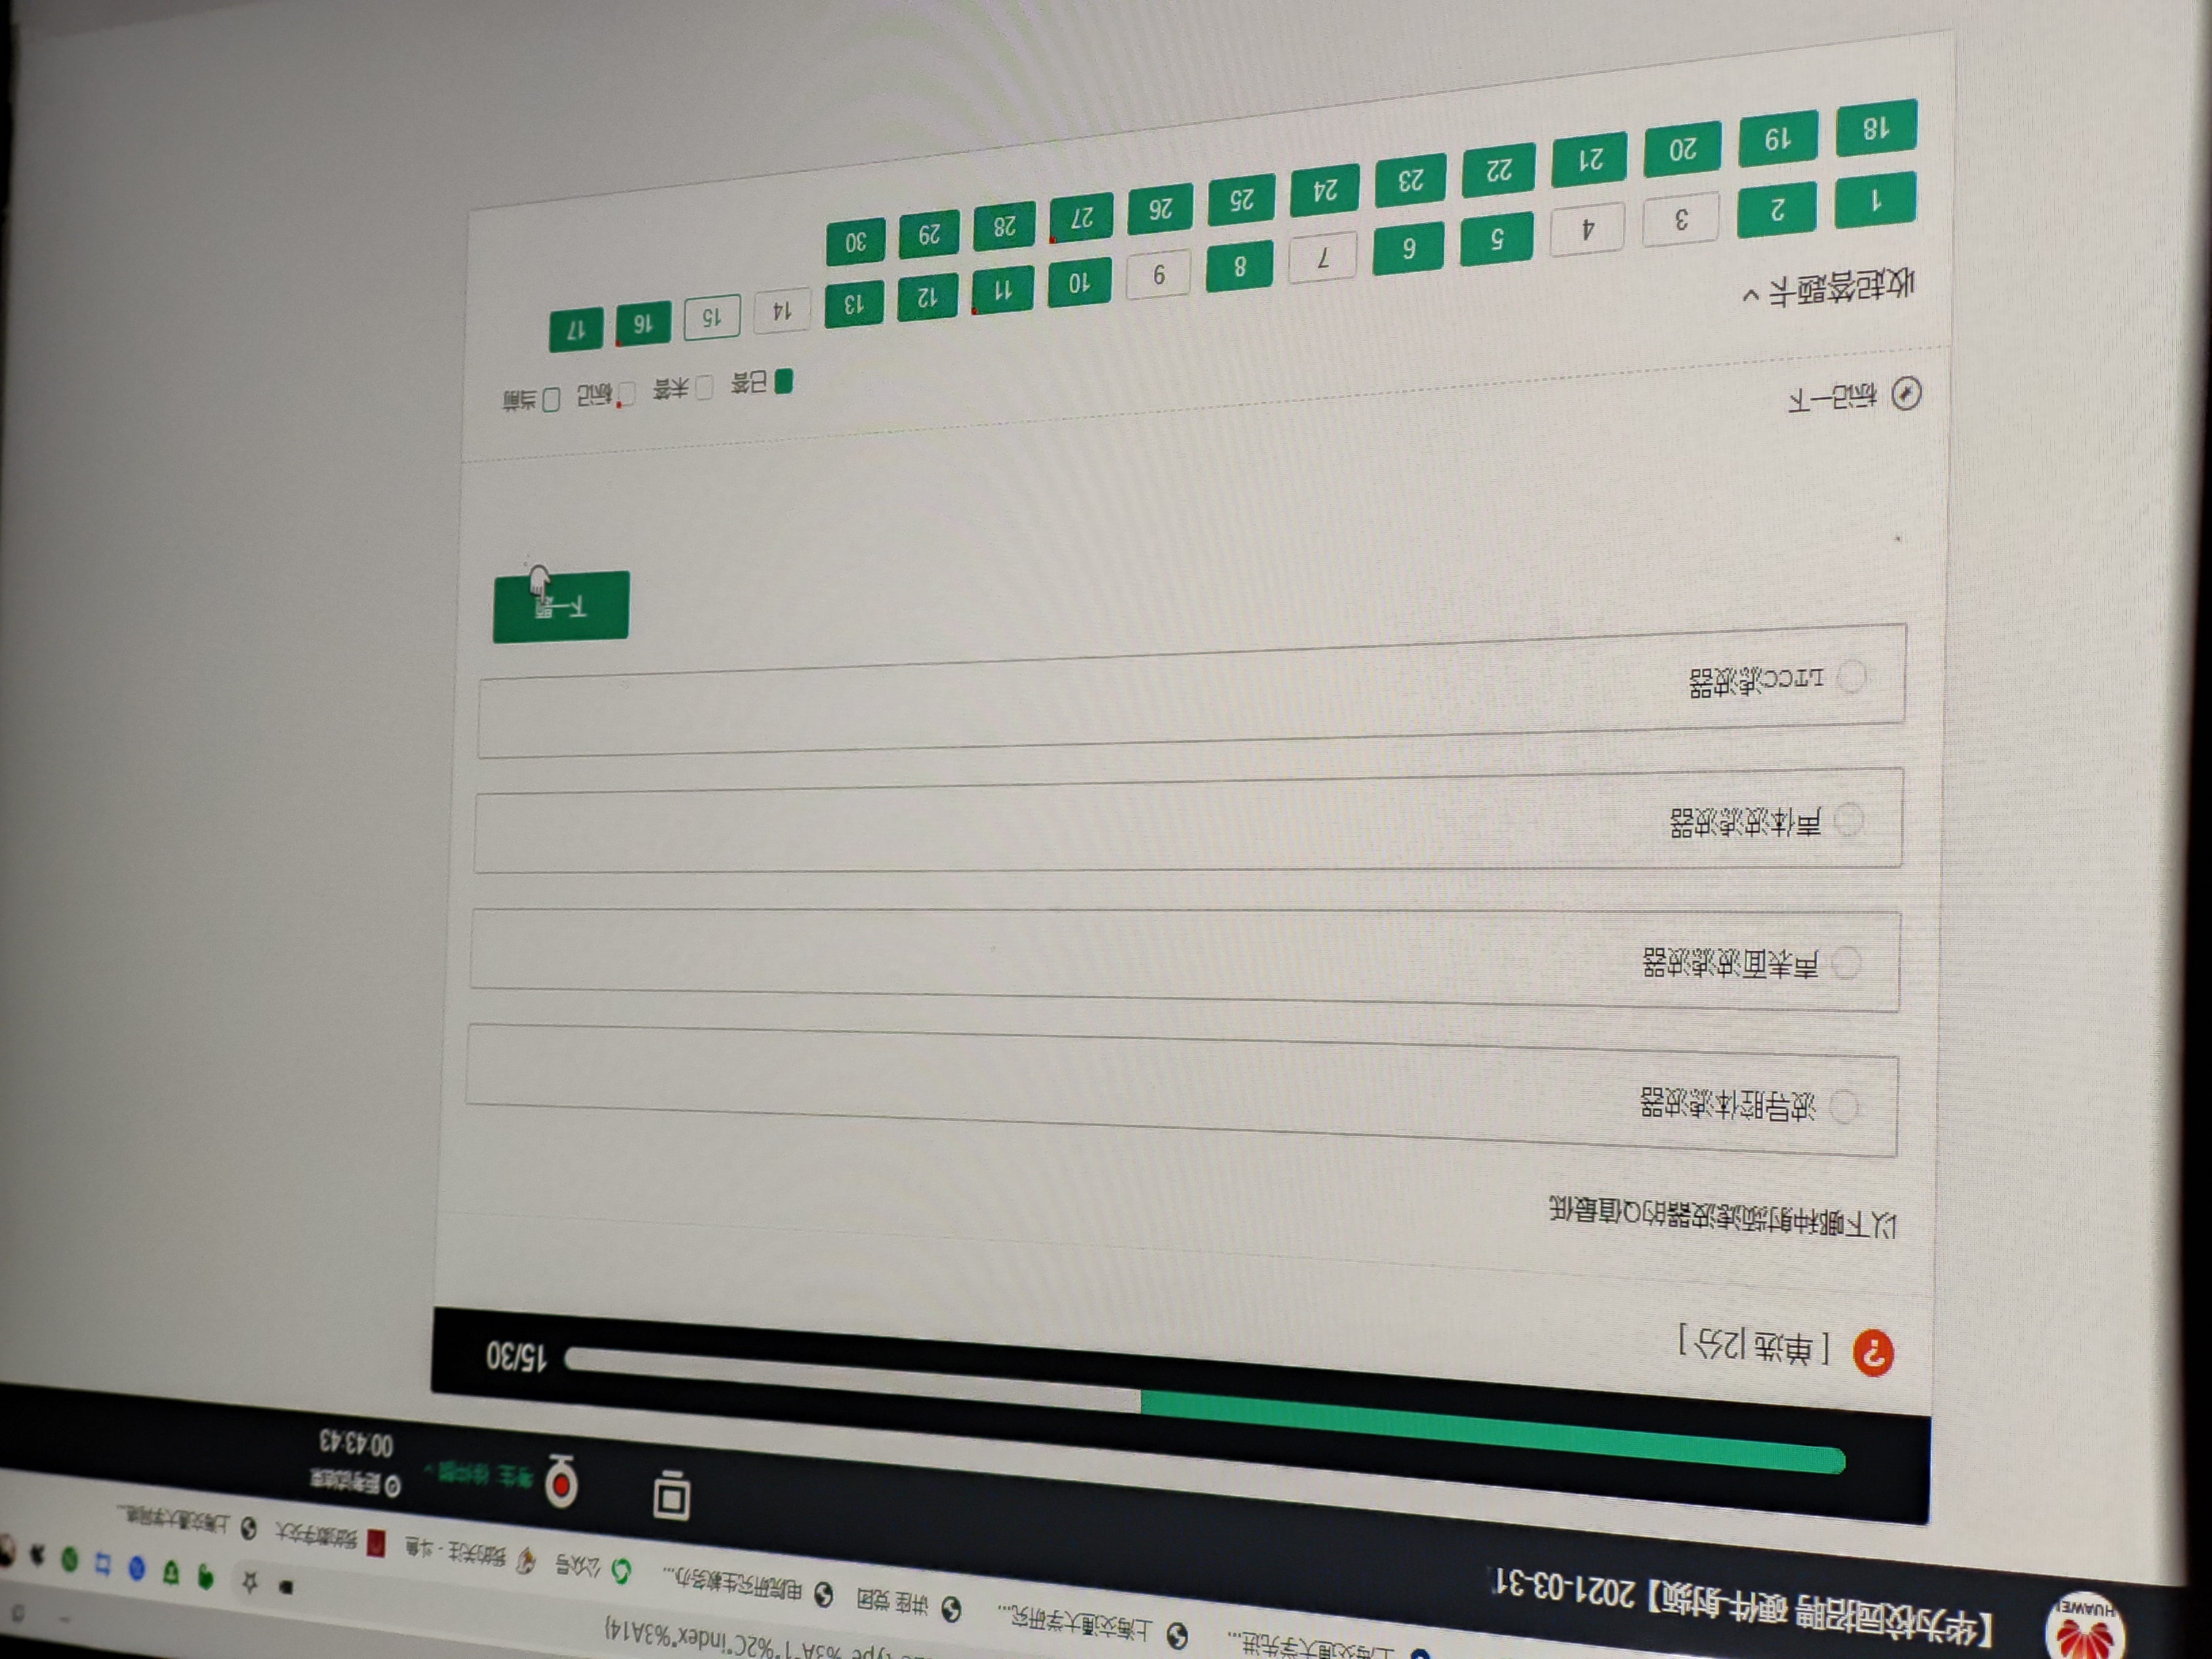 type"%3A"1"%2C"index"%3A14}
上海交通大学先进...
上海交通大学研究...
讲座 党团
电院研究生教务办...
公众号
我的关注 - 斗鱼
我的数字交大
上海交通大学网络...
HUAWEI
【华为校园招聘 硬件-射频】2021-03-31
考生
距考试结束
00:43:43
15/30
?
[ 单选 |2分 ]
以下哪种射频滤波器的Q值最低
波导腔体滤波器
声表面波滤波器
声体波滤波器
LTCC滤波器
下一题
标记一下
已答 未答 标记 当前
收起答题卡
1 2 3 4 5 6 7 8 9 10 11 12 13 14 15 16 17
18 19 20 21 22 23 24 25 26 27 28 29 30